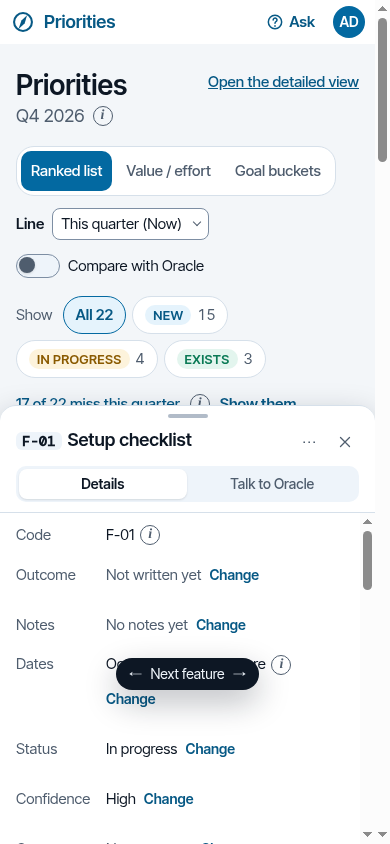 Priorities
Ask
AD
Priorities
Open the detailed view
Q4 2026 i
Ranked list
Value / effort
Goal buckets
Line
This quarter (Now)
Compare with Oracle
Show
All 22
NEW 15
IN PROGRESS 4
EXISTS 3
17 of 22 miss this quarter i Show them
F-01 Setup checklist
...
Details
Talk to Oracle
Code F-01 i
Outcome Not written yet Change
Notes No notes yet Change
Dates
← Next feature →
i
Change
Status In progress Change
Confidence High Change